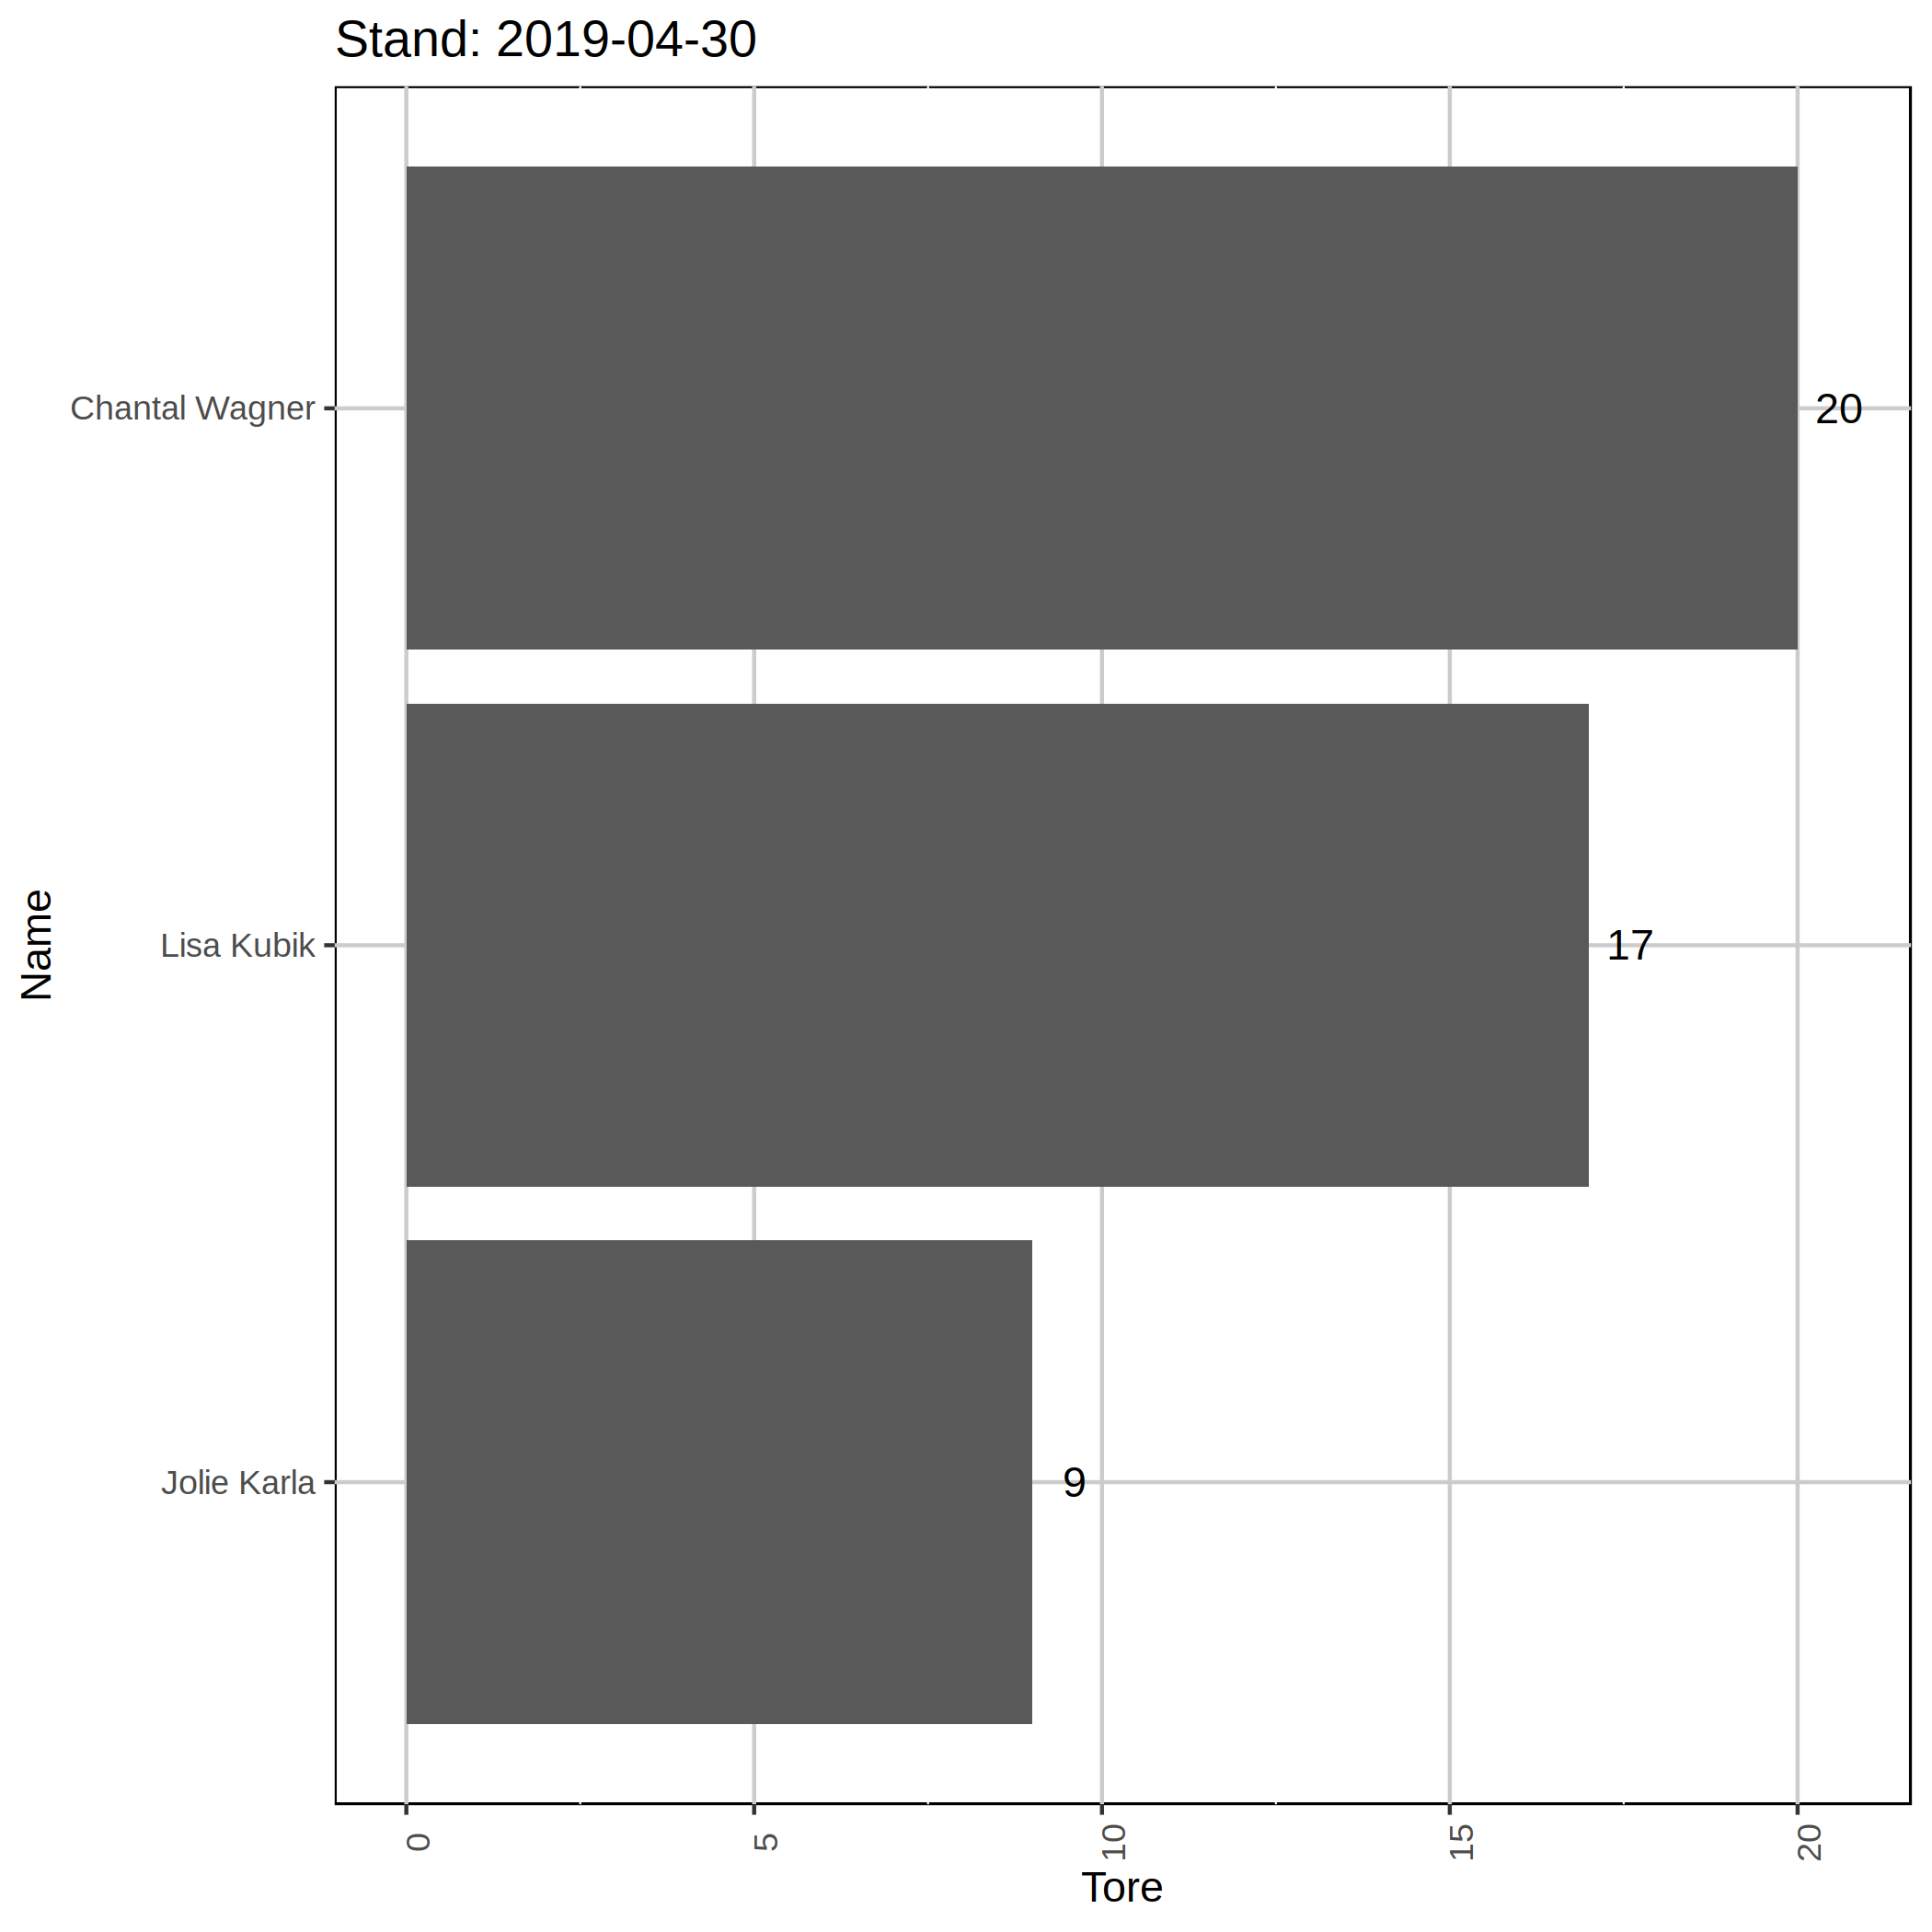 Stand: 2019-04-30
Name
Chantal Wagner
20
Lisa Kubik
17
Jolie Karla
9
0 5 10 15 20
Tore